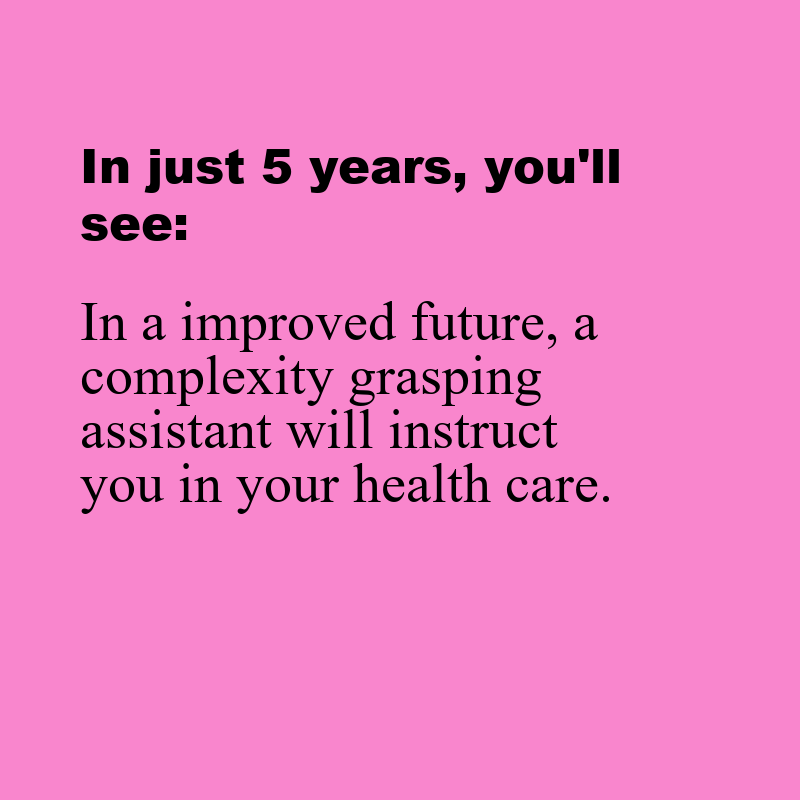 In just 5 years, you'll
see:
In a improved future, a
complexity grasping
assistant will instruct
you in your health care.